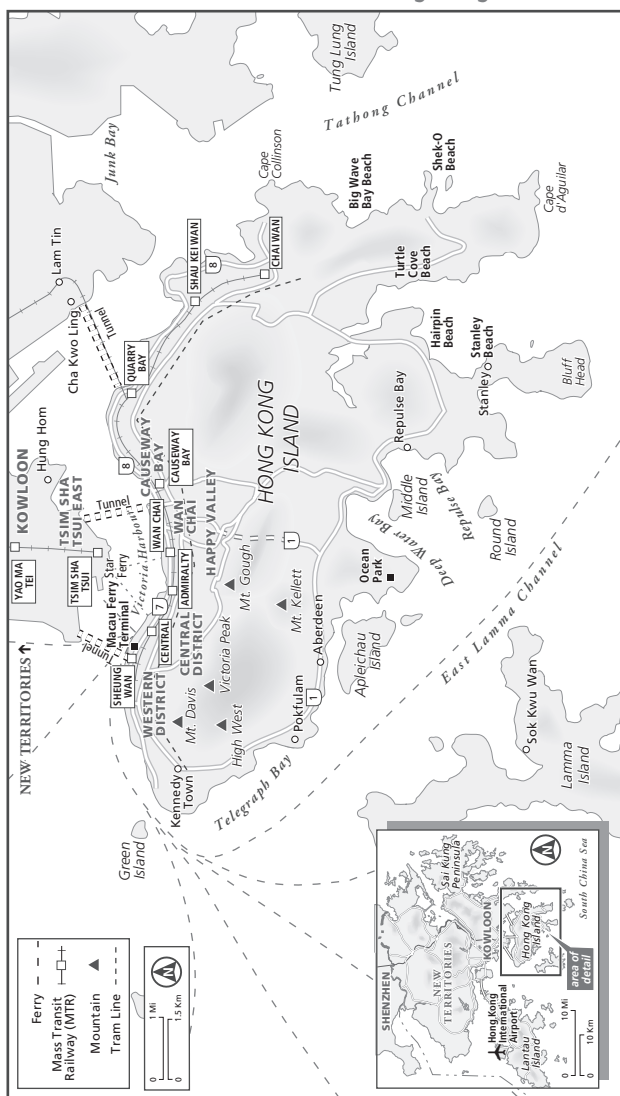 Ferry
Mass Transit
Railway (MTR)
Mountain
Tram Line
0
1 Mi
0
1.5 Km
N
NEW TERRITORIES
YAO MA
TEI
KOWLOON
Hung Hom
TSIM SHA
TSUI
TSIM SHA
TSUI EAST
Tunnel
Tunnel
Macau Ferry
Terminal
Star
Ferry
Victoria Harbour
Cha Kwo Ling
Lam Tin
Tunnel
Junk Bay
Tung Lung
Island
Tathong Channel
Green
Island
Kennedy
Town
SHEUNG
WAN
WESTERN
DISTRICT
CENTRAL
CENTRAL
DISTRICT
7
ADMIRALTY
WAN CHAI
WAN
CHAI
CAUSEWAY
BAY
CAUSEWAY
BAY
8
QUARRY
BAY
SHAU KEI WAN
8
CHAI WAN
Cape
Collinson
HAPPY VALLEY
Mt. Davis
High West
Victoria Peak
Mt. Gough
Mt. Kellett
HONG KONG
ISLAND
Big Wave
Bay Beach
Shek-O
Beach
Cape
d'Aguilar
Turtle
Cove
Beach
Telegraph Bay
Pokfulam
1
Aberdeen
1
Apleichau
Island
Ocean
Park
Deep Water Bay
Middle
Island
Repulse Bay
Round
Island
Repulse Bay
Hairpin
Beach
Stanley
Beach
Stanley
Bluff
Head
East Lamma Channel
Sok Kwu Wan
Lamma
Island
SHENZHEN
NEW
TERRITORIES
Sai Kung
Peninsula
KOWLOON
Hong Kong
International
Airport
Lantau
Island
Hong Kong
Island
area of
detail
South China Sea
0
10 Mi
0
10 Km
N